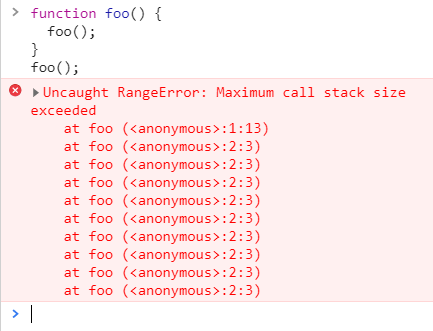 function foo() {
  foo();
}
foo();
Uncaught RangeError: Maximum call stack size
exceeded
    at foo (<anonymous>:1:13)
    at foo (<anonymous>:2:3)
    at foo (<anonymous>:2:3)
    at foo (<anonymous>:2:3)
    at foo (<anonymous>:2:3)
    at foo (<anonymous>:2:3)
    at foo (<anonymous>:2:3)
    at foo (<anonymous>:2:3)
    at foo (<anonymous>:2:3)
    at foo (<anonymous>:2:3)